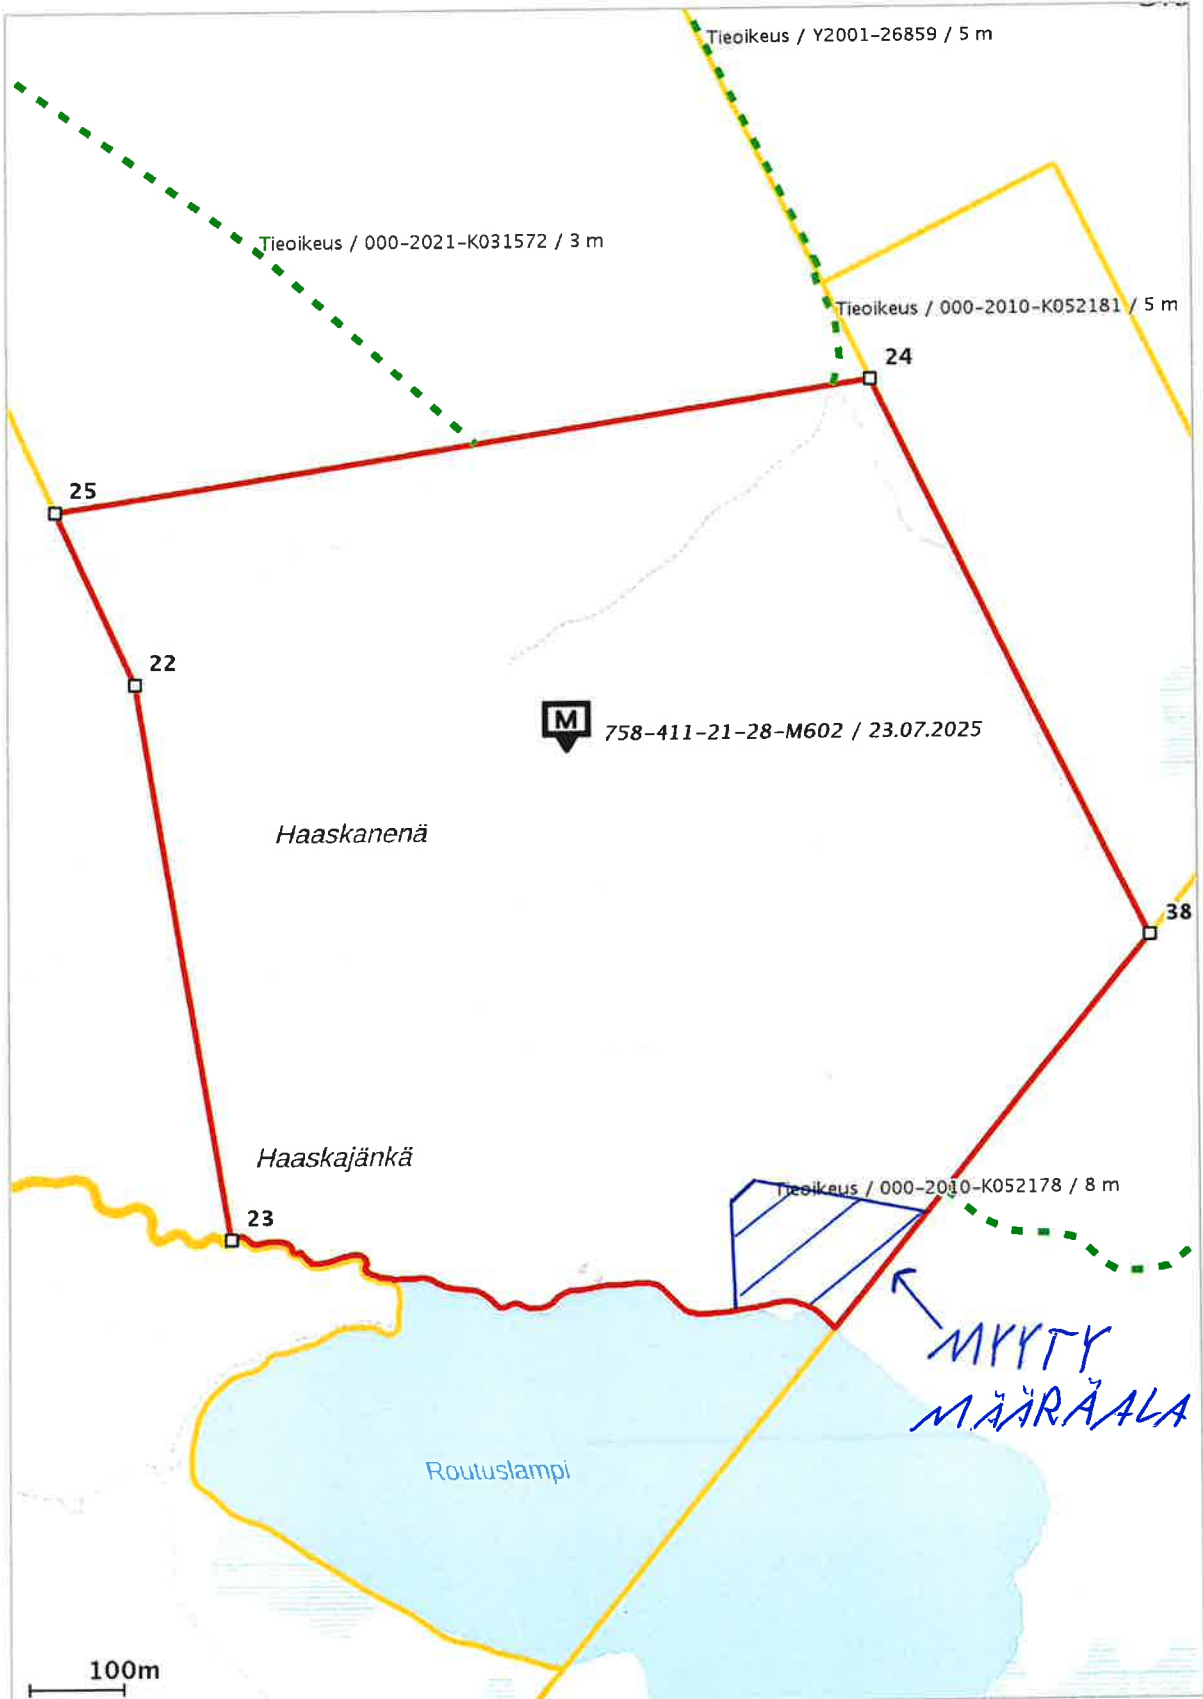 Tieoikeus / Y2001-26859 / 5 m
Tieoikeus / 000-2021-K031572 / 3 m
Tieoikeus / 000-2010-K052181 / 5 m
24
25
22
M
758-411-21-28-M602 / 23.07.2025
Haaskanenä
38
Haaskajänkä
Tieoikeus / 000-2010-K052178 / 8 m
23
MYYTY
MÄÄRÄALA
Routuslampi
100m